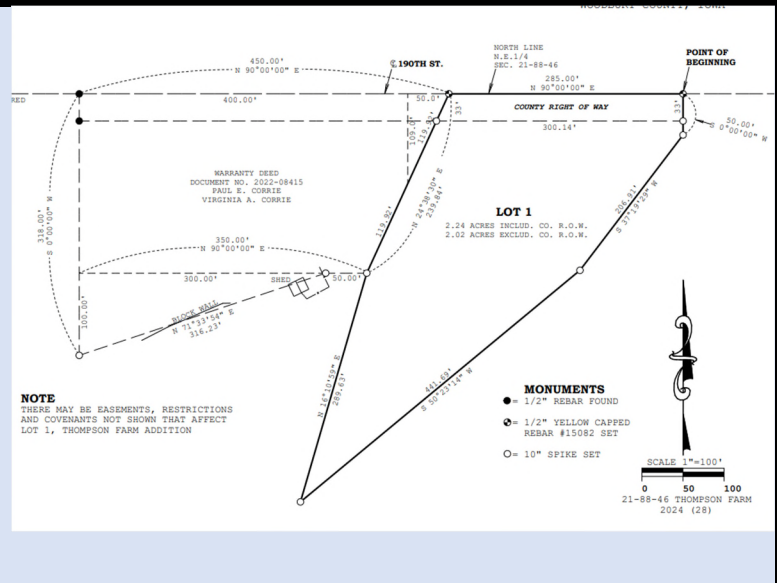 WOODBURY COUNTY, IOWA
450.00'
N 90°00'00" E
℄ 190TH ST.
NORTH LINE
N.E.1/4
SEC. 21-88-46
POINT OF
BEGINNING
285.00'
N 90°00'00" E
RED
400.00'
50.0'
33'
COUNTY RIGHT OF WAY
33'
50.00'
S 0°00'00" W
300.14'
109.0'
119.92'
WARRANTY DEED
DOCUMENT NO. 2022-08415
PAUL E. CORRIE
VIRGINIA A. CORRIE
N 24°38'30" E
239.84'
119.92'
206.91'
S 37°19'29" W
LOT 1
2.24 ACRES INCLUD. CO. R.O.W.
2.02 ACRES EXCLUD. CO. R.O.W.
318.00'
S 0°00'00" W
350.00'
N 90°00'00" E
300.00'
SHED
50.00'
100.00'
BLOCK WALL
N 71°33'54" E
316.23'
N 16°10'59" E
289.63'
441.69'
S 50°23'14" W
NOTE
THERE MAY BE EASEMENTS, RESTRICTIONS
AND COVENANTS NOT SHOWN THAT AFFECT
LOT 1, THOMPSON FARM ADDITION
MONUMENTS
= 1/2" REBAR FOUND
= 1/2" YELLOW CAPPED
REBAR #15082 SET
= 10" SPIKE SET
SCALE 1"=100'
0 50 100
21-88-46 THOMPSON FARM
2024 (28)